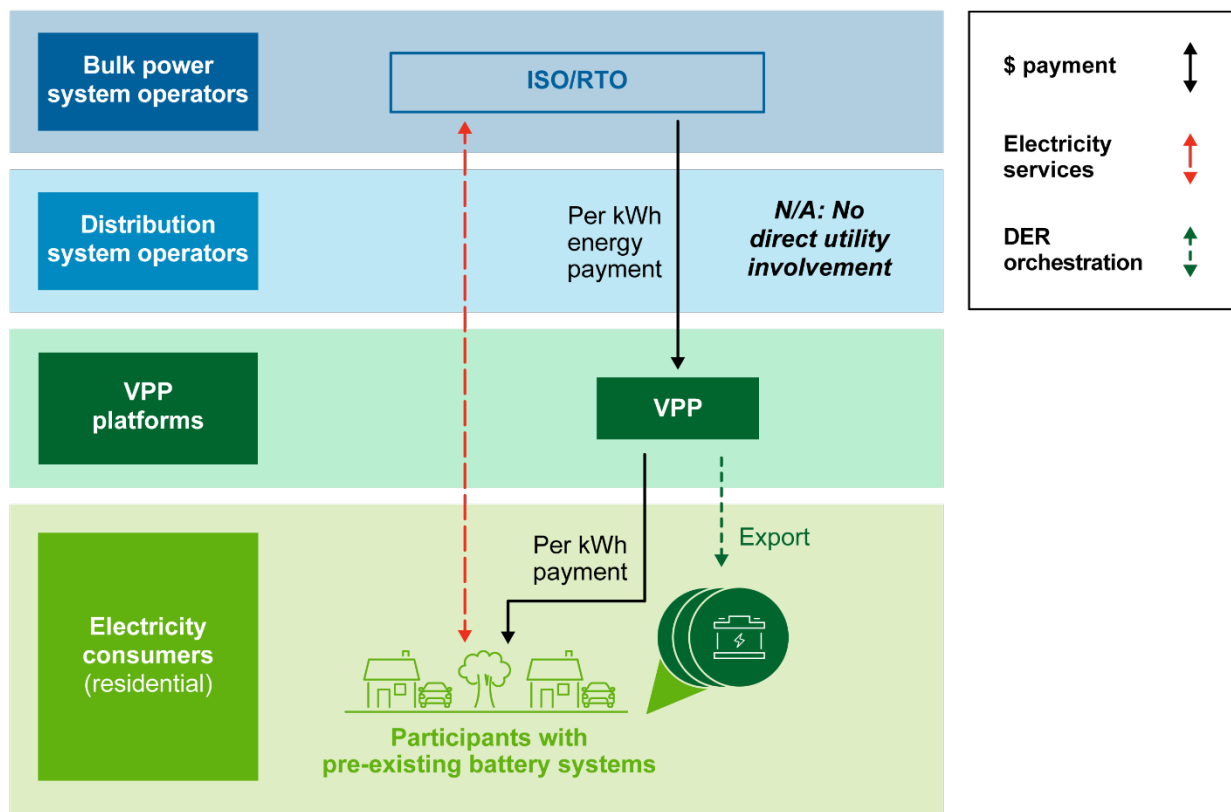 Bulk power
system operators
ISO/RTO
Distribution
system operators
Per kWh
energy
payment
N/A: No
direct utility
involvement
VPP
platforms
VPP
Electricity
consumers
(residential)
Per kWh
payment
Export
Participants with
pre-existing battery systems
$ payment
Electricity
services
DER
orchestration